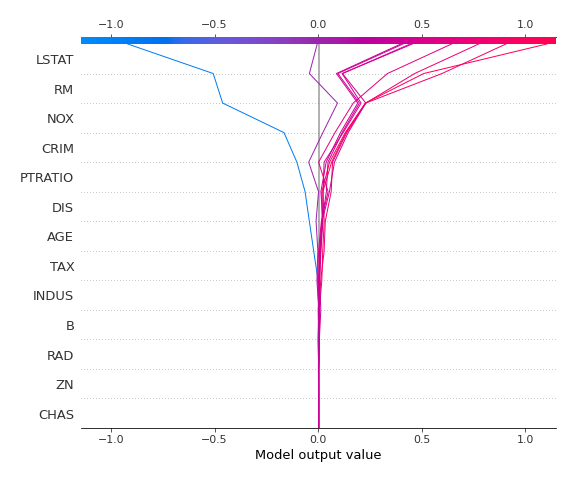 −1.0 −0.5 0.0 0.5 1.0
LSTAT
RM
NOX
CRIM
PTRATIO
DIS
AGE
TAX
INDUS
B
RAD
ZN
CHAS
−1.0 −0.5 0.0 0.5 1.0
Model output value